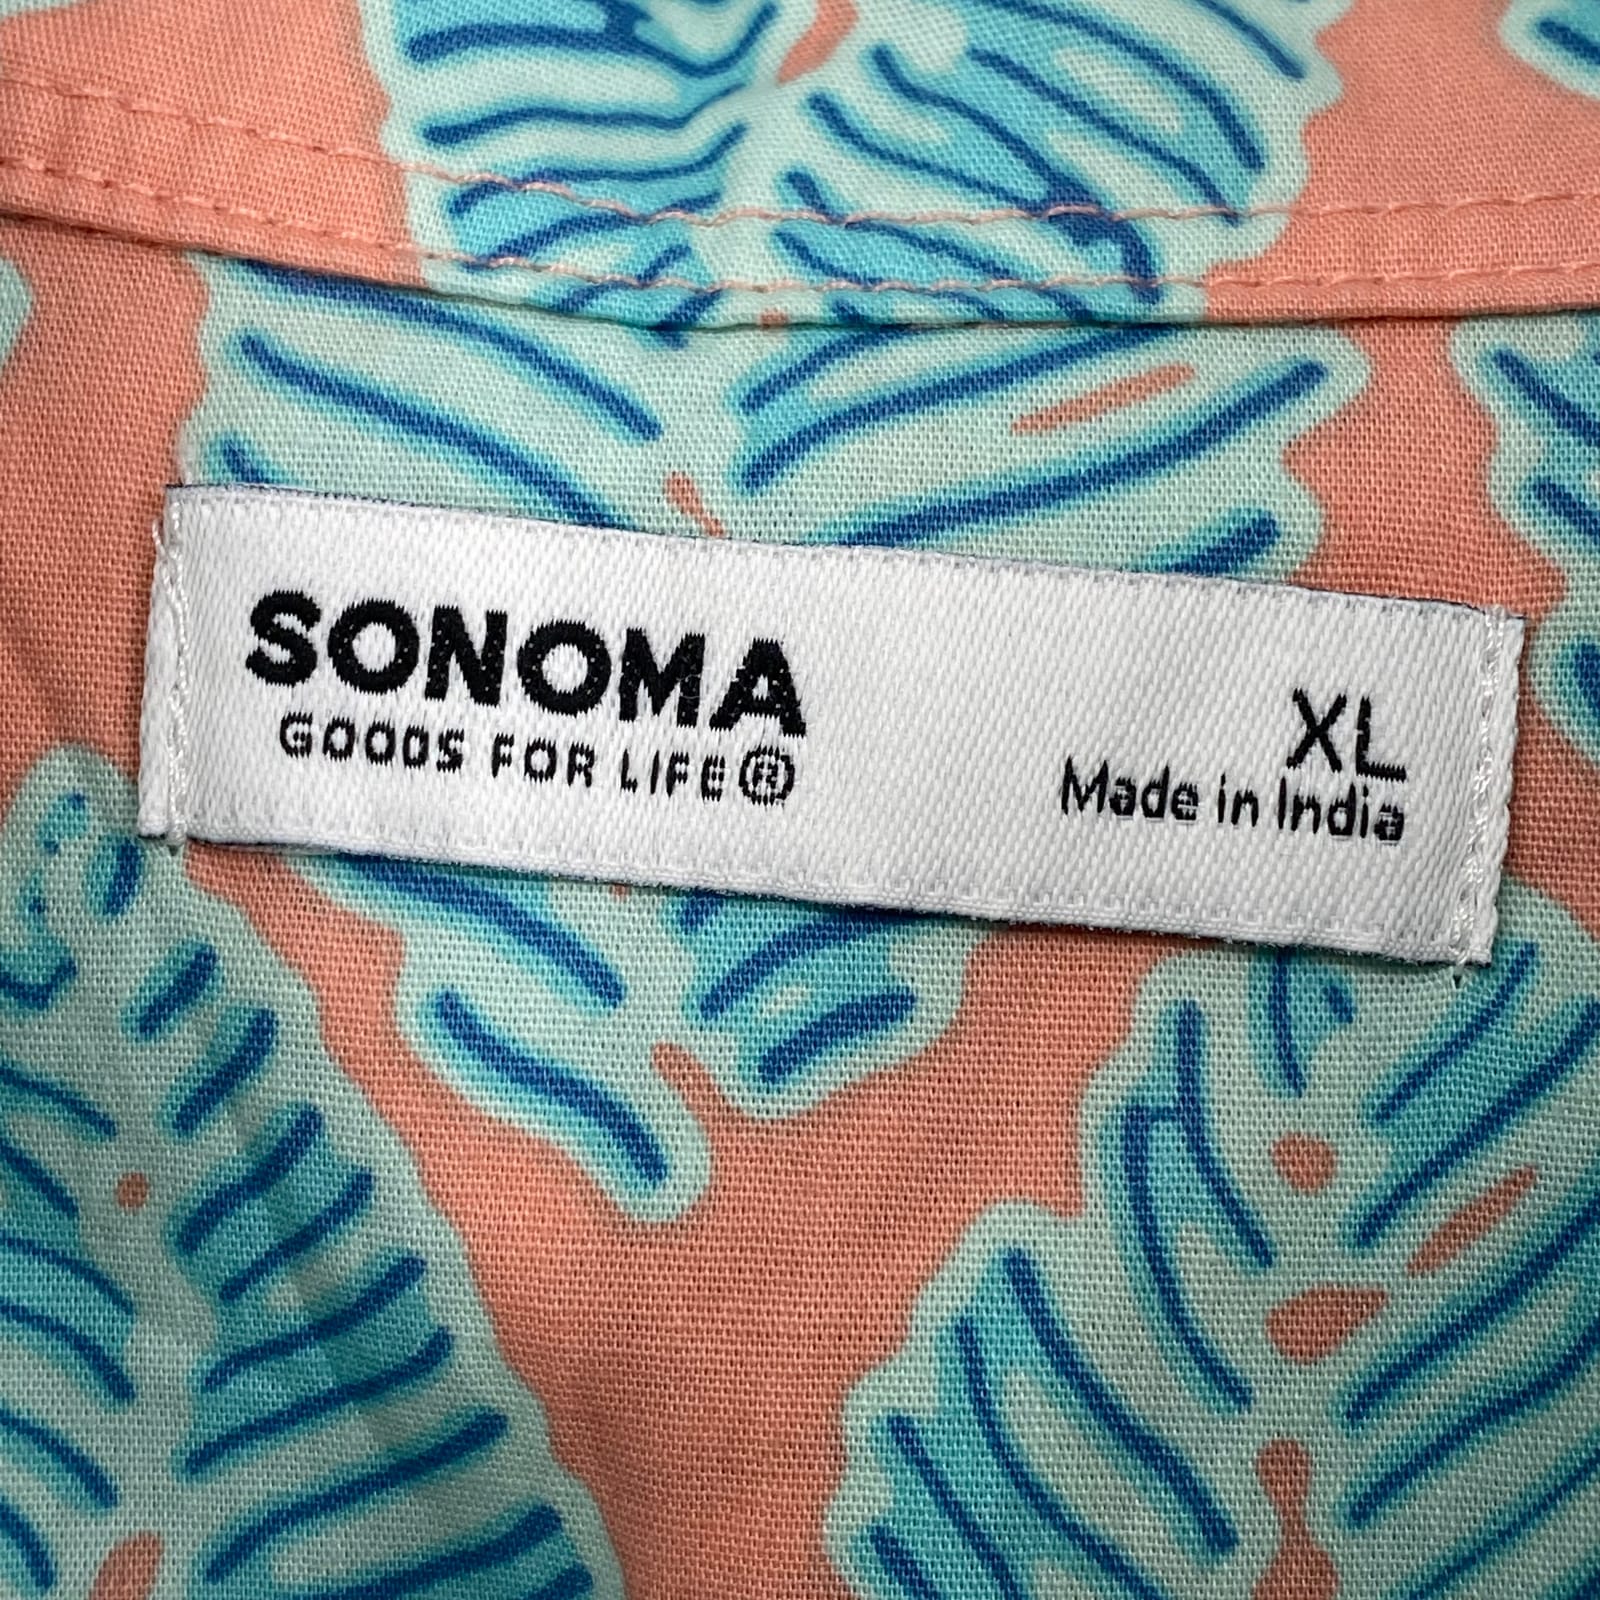 SONOMA
GOODS FOR LIFE®
XL
Made in India